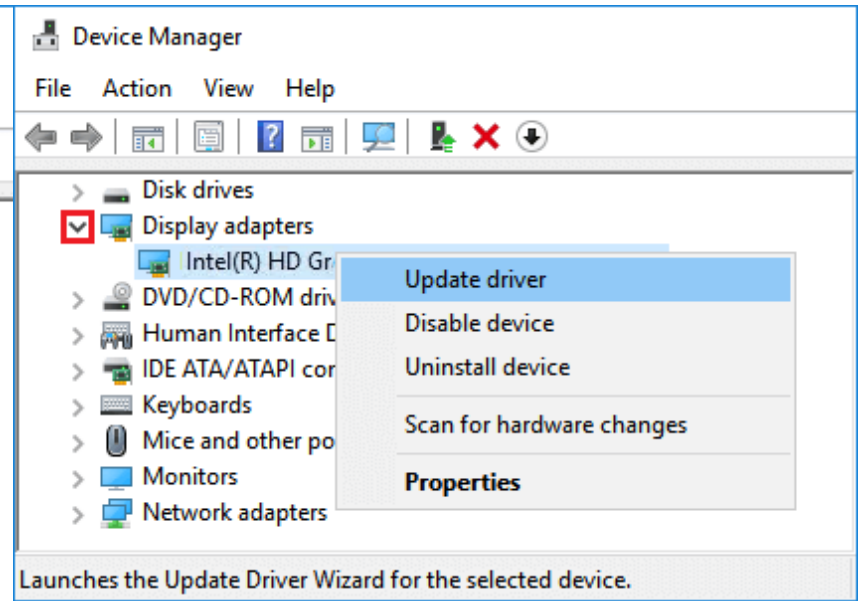 Device Manager
File Action View Help
Disk drives
Display adapters
Intel(R) HD Gr
DVD/CD-ROM driv
Human Interface D
IDE ATA/ATAPI cor
Keyboards
Mice and other po
Monitors
Network adapters
Update driver
Disable device
Uninstall device
Scan for hardware changes
Properties
Launches the Update Driver Wizard for the selected device.